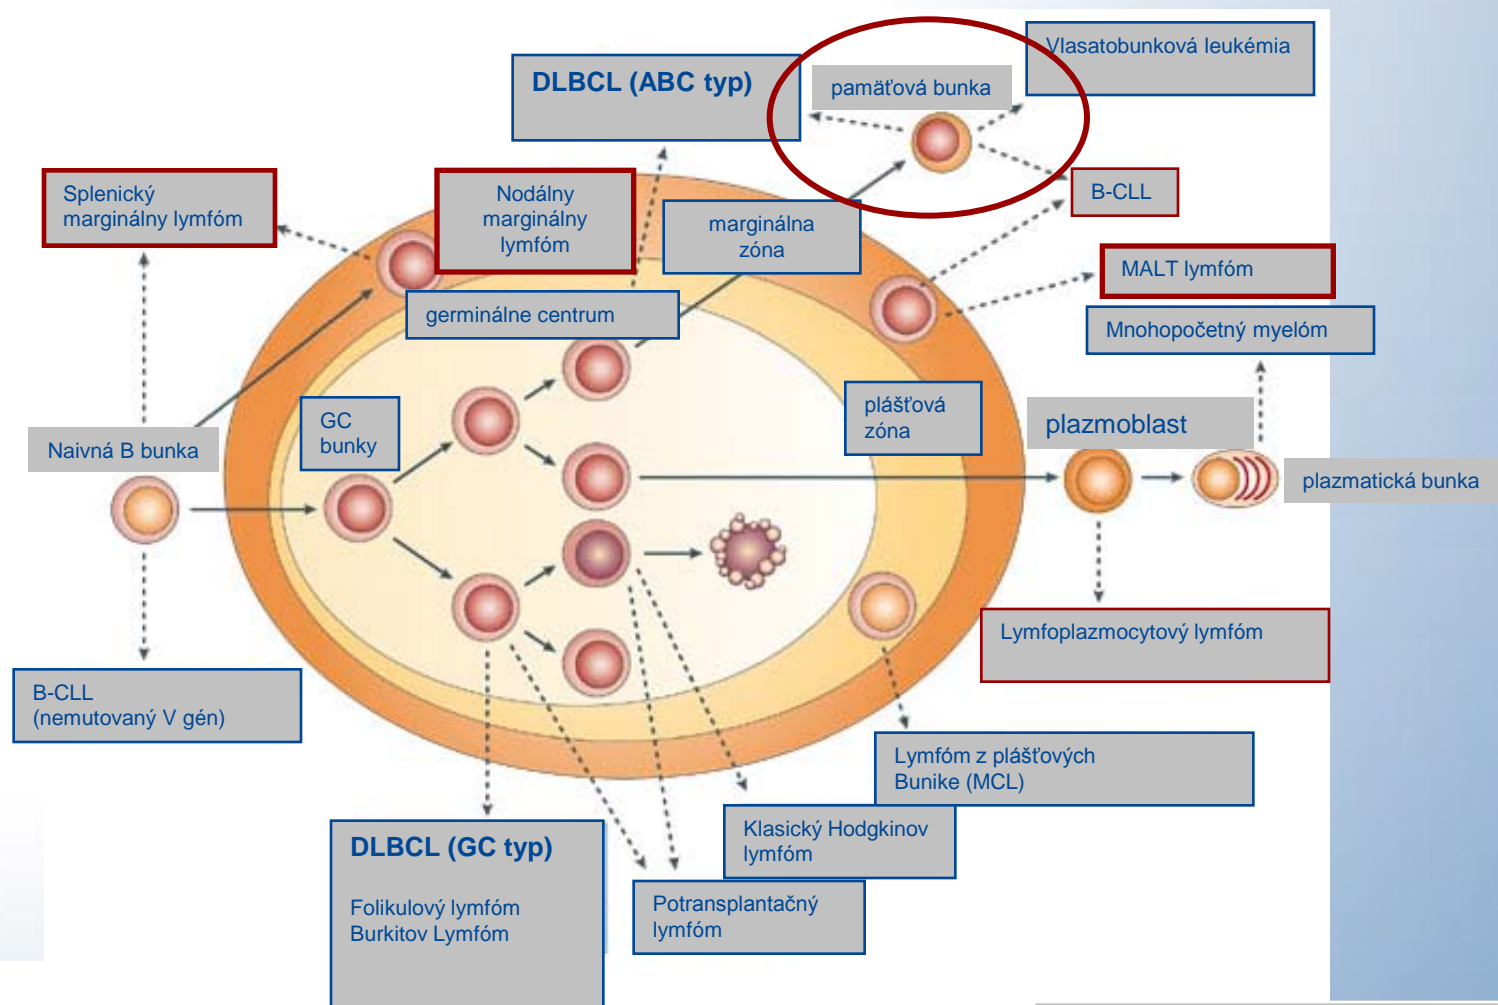 Vlasatobunková leukémia
DLBCL (ABC typ)
pamäťová bunka
Splenický
marginálny lymfóm
Nodálny
marginálny
lymfóm
marginálna
zóna
B-CLL
MALT lymfóm
germinálne centrum
Mnohopočetný myelóm
GC
bunky
plášťová
zóna
plazmoblast
Naivná B bunka
plazmatická bunka
Lymfoplazmocytový lymfóm
B-CLL
(nemutovaný V gén)
Lymfóm z plášťových
Bunike (MCL)
Klasický Hodgkinov
lymfóm
DLBCL (GC typ)
Folikulový lymfóm
Burkitov Lymfóm
Potransplantačný
lymfóm